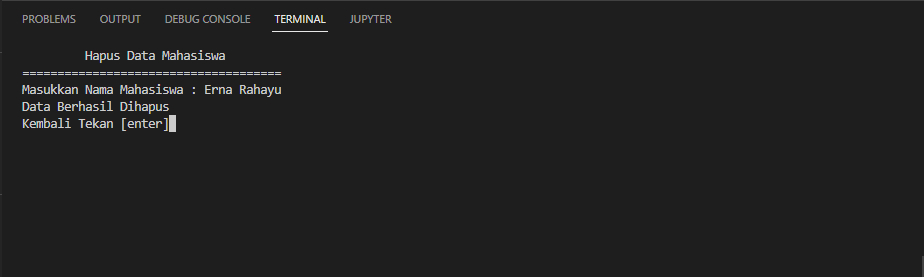 PROBLEMS OUTPUT DEBUG CONSOLE TERMINAL JUPYTER
Hapus Data Mahasiswa
=====================================
Masukkan Nama Mahasiswa : Erna Rahayu
Data Berhasil Dihapus
Kembali Tekan [enter]